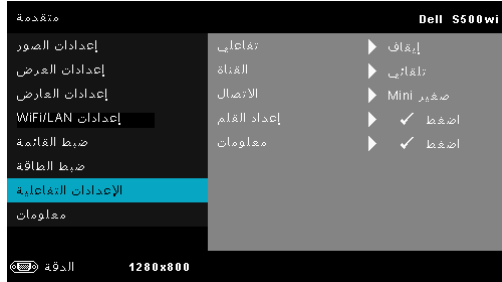 متقدمة
Dell S500wi
إعدادات الصور
إعدادات العرض
إعدادات العارض
إعدادات WiFi/LAN
ضبط القائمة
ضبط الطاقة
الإعدادات التفاعلية
معلومات
تفاعلي
إيقاف
القناة
تلقائي
الاتصال
صغير Mini
إعداد القلم
اضغط
معلومات
اضغط
الدقة
1280x800